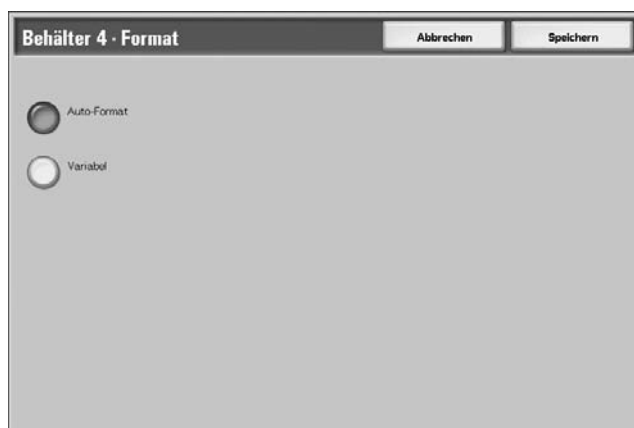 Behälter 4 · Format
Abbrechen
Speichern
Auto-Format
Variabel